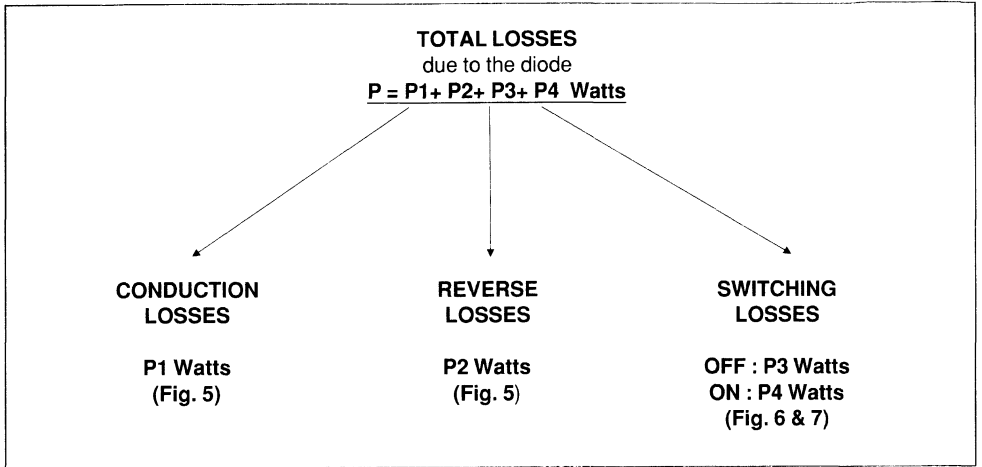 TOTAL LOSSES
due to the diode
P = P1+ P2+ P3+ P4 Watts
CONDUCTION
LOSSES
P1 Watts
(Fig. 5)
REVERSE
LOSSES
P2 Watts
(Fig. 5)
SWITCHING
LOSSES
OFF : P3 Watts
ON : P4 Watts
(Fig. 6 & 7)